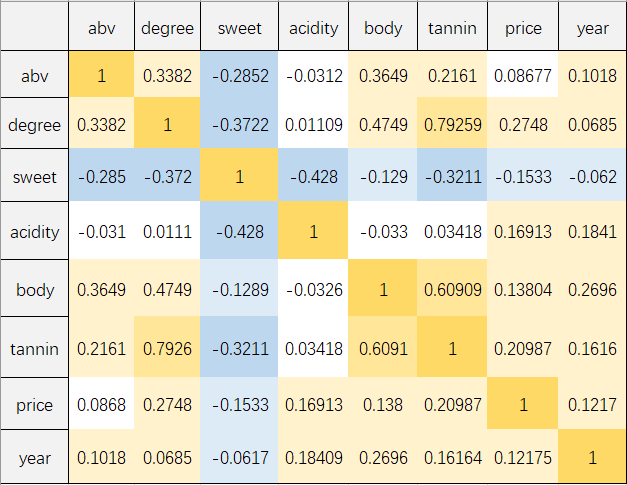 abv degree sweet acidity body tannin price year
abv 1 0.3382 -0.2852 -0.0312 0.3649 0.2161 0.08677 0.1018
degree 0.3382 1 -0.3722 0.01109 0.4749 0.79259 0.2748 0.0685
sweet -0.285 -0.372 1 -0.428 -0.129 -0.3211 -0.1533 -0.062
acidity -0.031 0.0111 -0.428 1 -0.033 0.03418 0.16913 0.1841
body 0.3649 0.4749 -0.1289 -0.0326 1 0.60909 0.13804 0.2696
tannin 0.2161 0.7926 -0.3211 0.03418 0.6091 1 0.20987 0.1616
price 0.0868 0.2748 -0.1533 0.16913 0.138 0.20987 1 0.1217
year 0.1018 0.0685 -0.0617 0.18409 0.2696 0.16164 0.12175 1